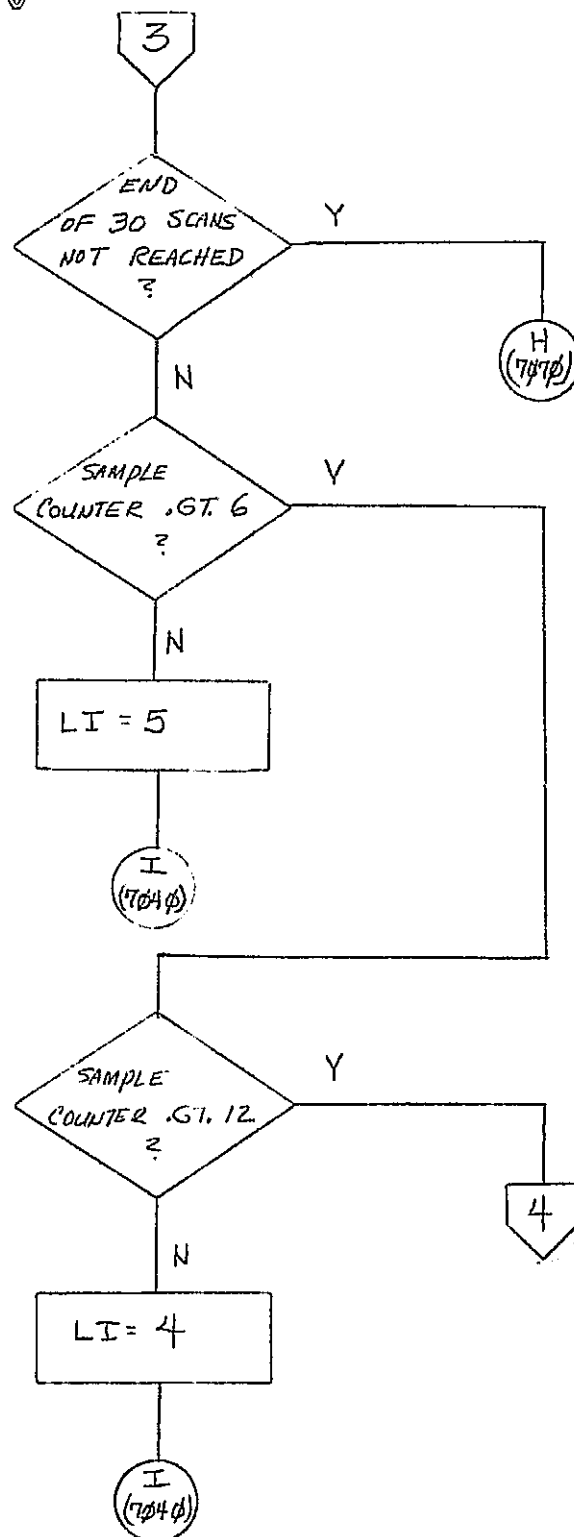 3
END
OF 30 SCANS
NOT REACHED
?
Y
H
(7070)
N
SAMPLE
COUNTER .GT. 6
?
Y
N
LI = 5
I
(7040)
SAMPLE
COUNTER .GT. 12
?
Y
4
N
LI = 4
I
(7040)